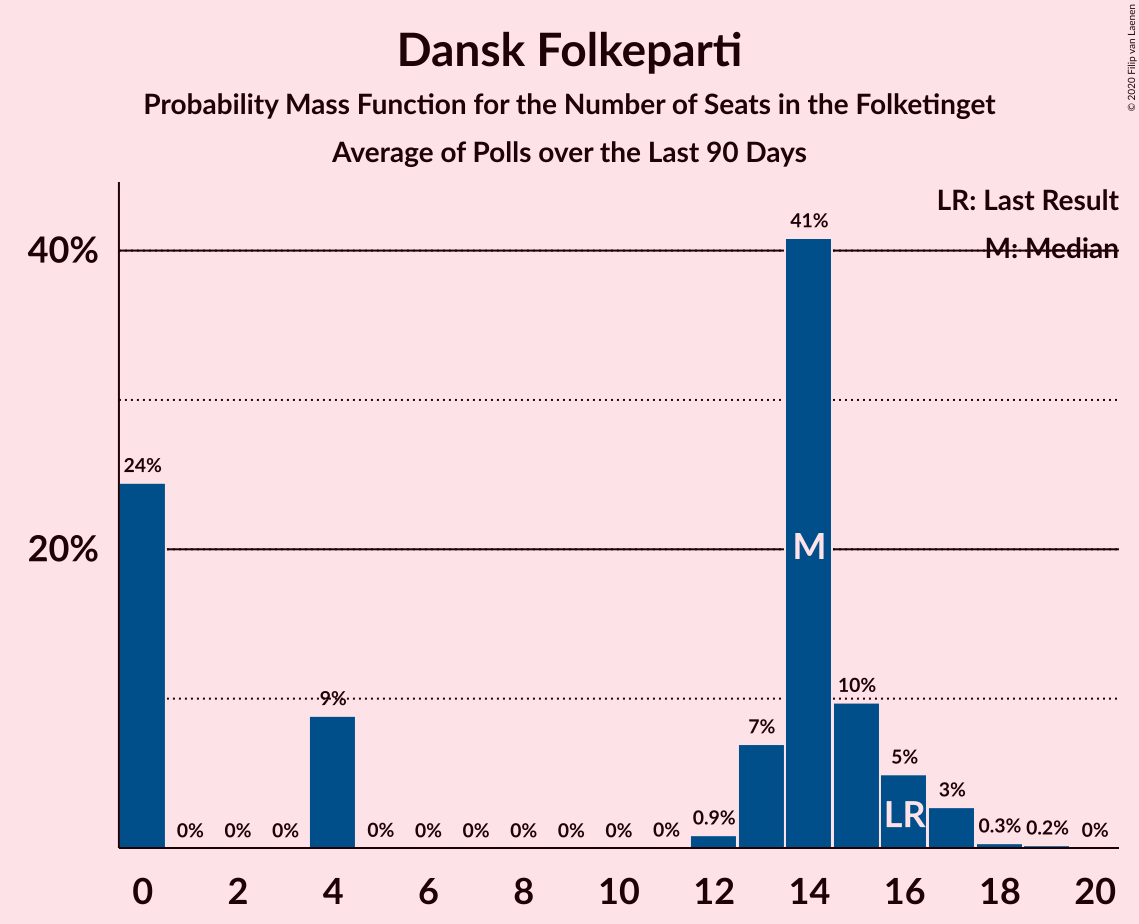 Dansk Folkeparti
Probability Mass Function for the Number of Seats in the Folketinget
Average of Polls over the Last 90 Days
© 2020 Filip van Laenen
LR: Last Result
M: Median
40%
20%
24%
0%
0%
0%
9%
0%
0%
0%
0%
0%
0%
0%
0.9%
7%
41%
10%
5%
3%
0.3%
0.2%
0%
M
LR
0 2 4 6 8 10 12 14 16 18 20